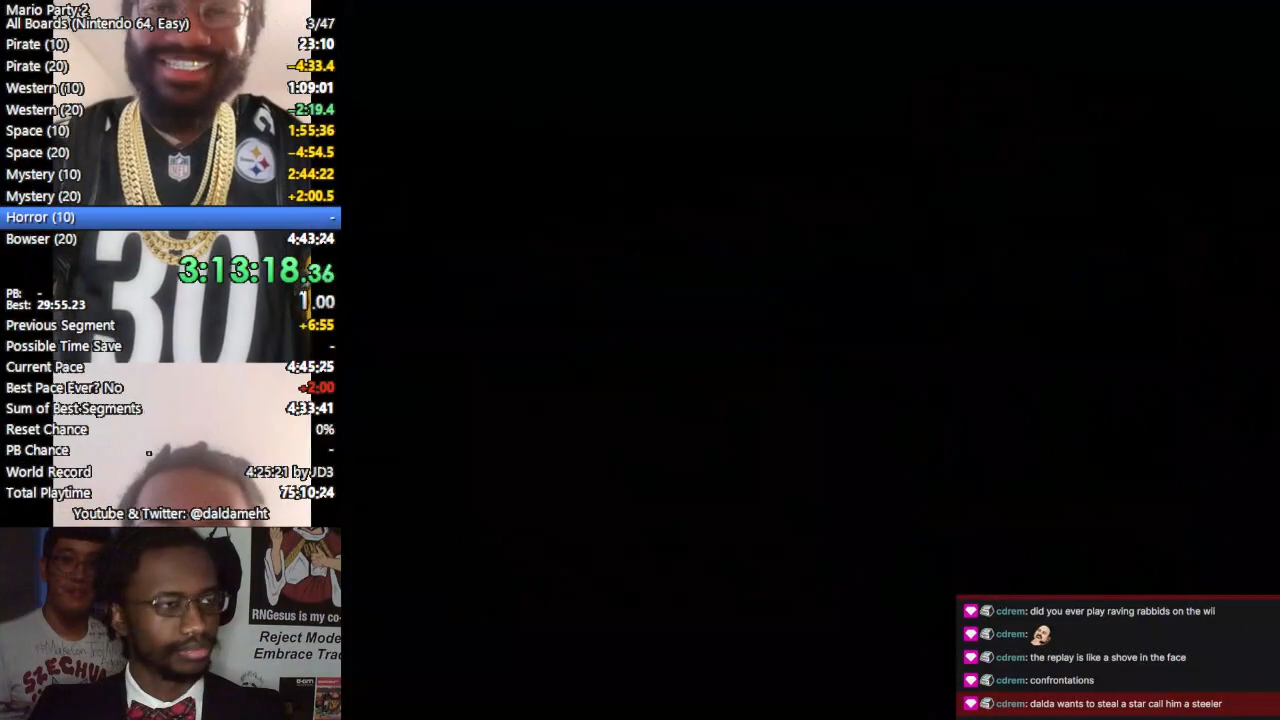 Mario Party 2
All Boards (Nintendo 64, Easy) 3/47
Pirate (10) 23:10
Pirate (20) −4:33.4
Western (10) 1:09:01
Western (20) −2:19.4
Space (10) 1:55:36
Space (20) −4:54.5
Mystery (10) 2:44:22
Mystery (20) +2:00.5
Horror (10) -
Bowser (20) 4:43:24
3:13:18.36
PB: -
Best: 29:55.23 1.00
Previous Segment +6:55
Possible Time Save -
Current Pace 4:45:25
Best Pace Ever? No +2:00
Sum of Best Segments 4:33:41
Reset Chance 0%
PB Chance -
World Record 4:25:21 by JD3
Total Playtime 75:10:24
Youtube & Twitter: @daldameht
NFL
30
RNGesus is my co-
Reject Mode
Embrace Tra
cdrem: did you ever play raving rabbids on the wii
cdrem:
cdrem: the replay is like a shove in the face
cdrem: confrontations
cdrem: dalda wants to steal a star call him a steeler